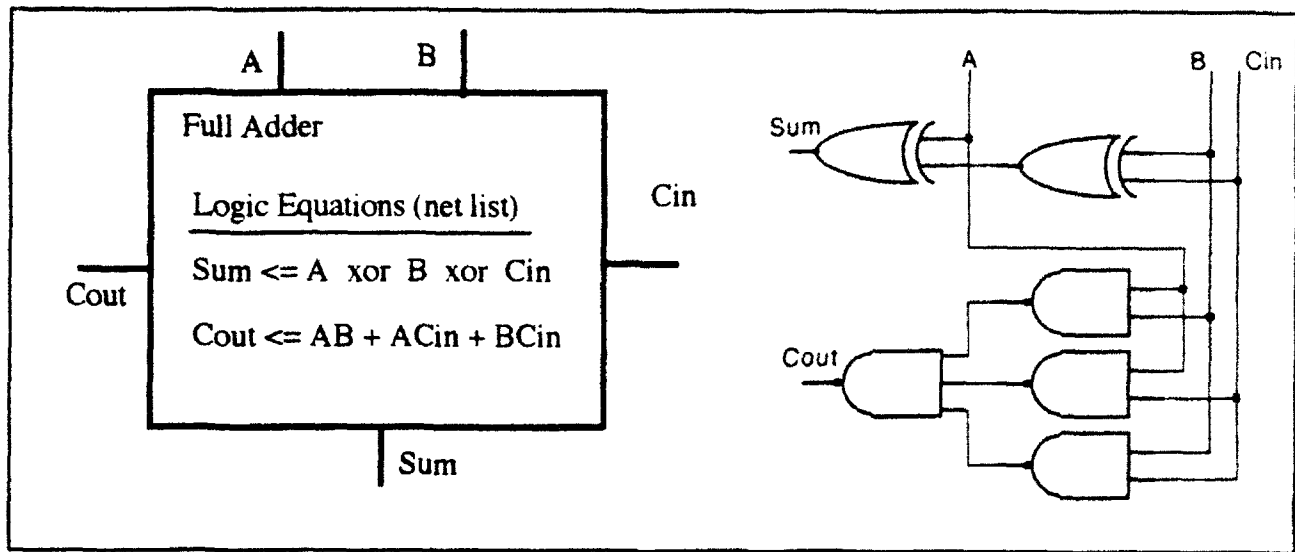 A
B
Full Adder
Logic Equations (net list)
Sum <= A xor B xor Cin
Cout <= AB + ACin + BCin
Cout
Cin
Sum
A
B
Cin
Sum
Cout